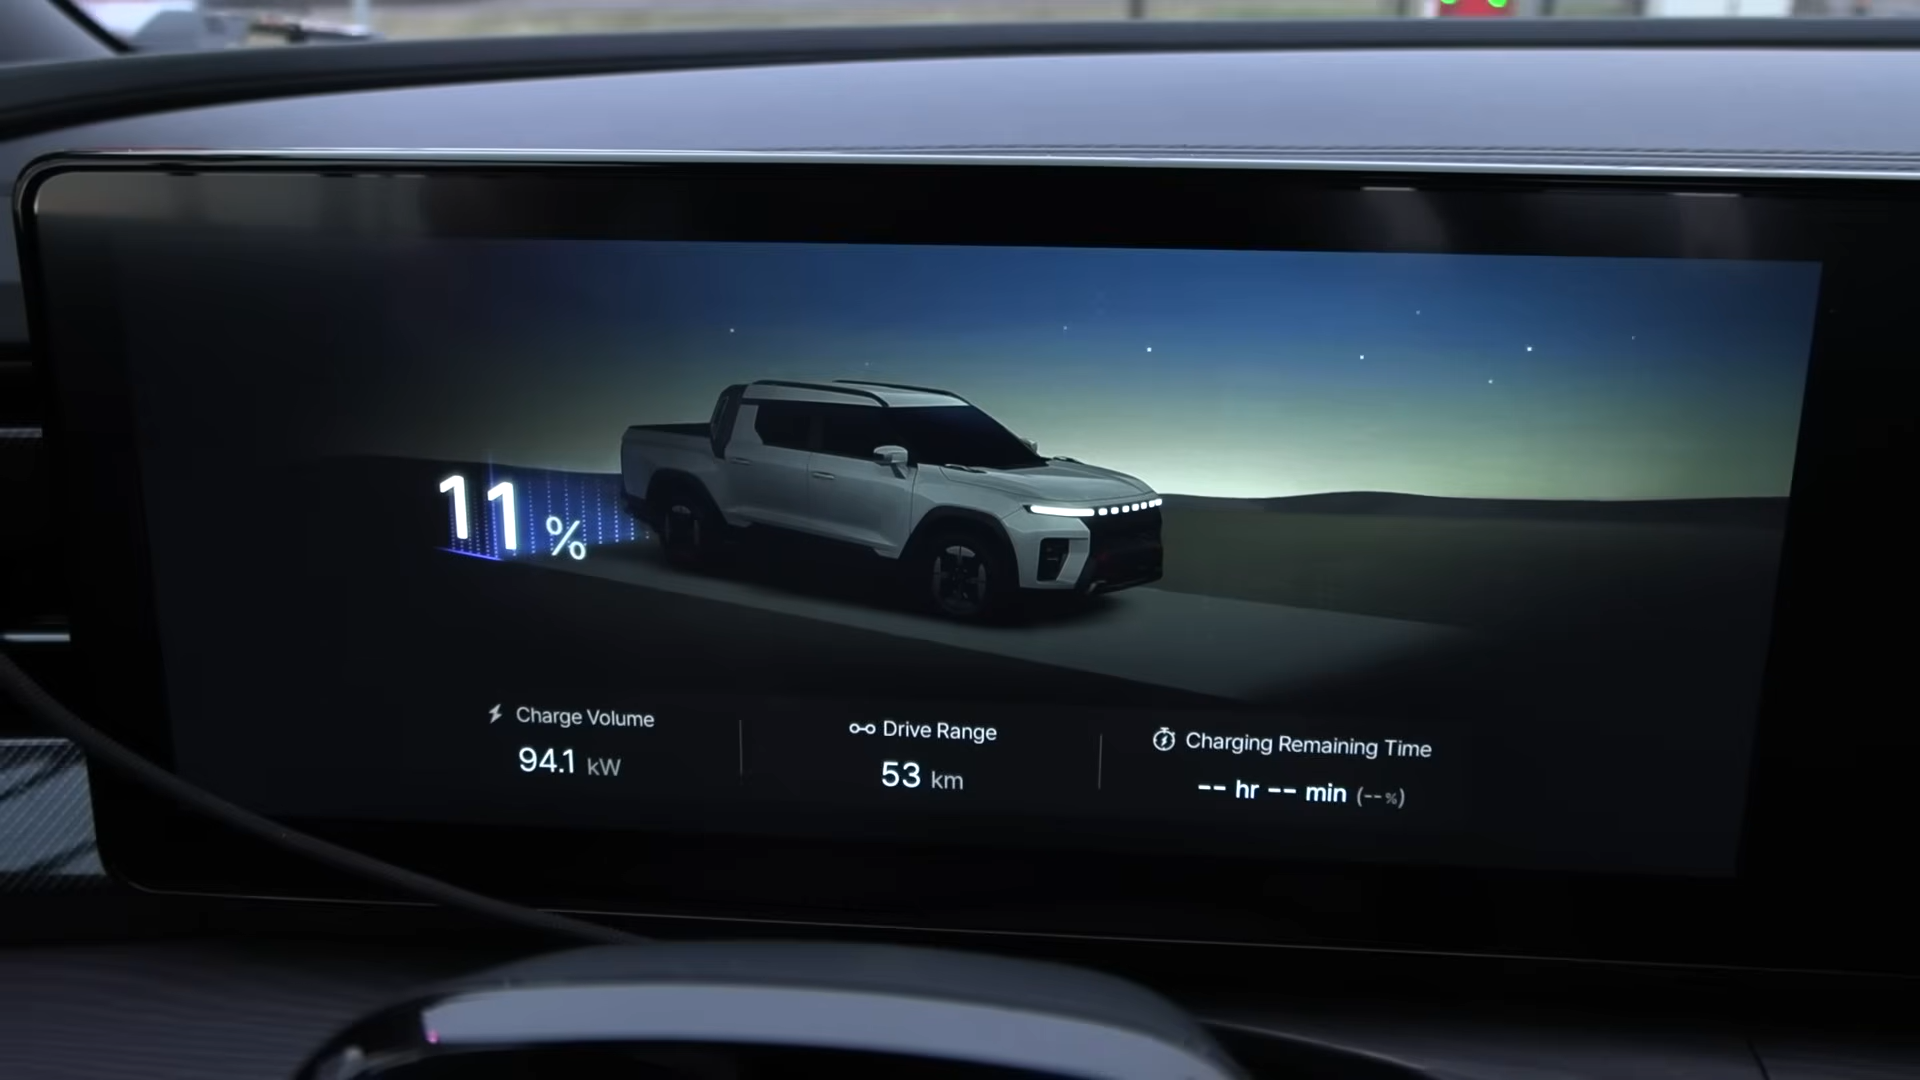 11 %
Charge Volume
94.1 kW
Drive Range
53 km
Charging Remaining Time
-- hr -- min (--%)